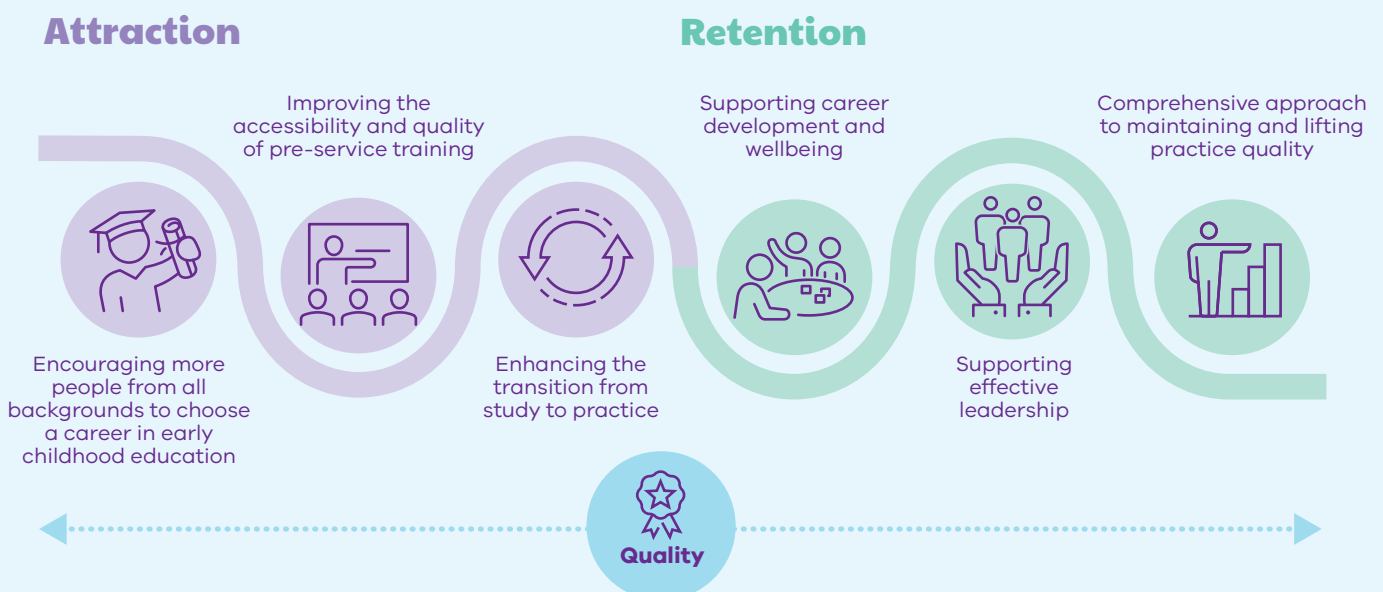 Attraction
Encouraging more
people from all
backgrounds to choose
a career in early
childhood education
Improving the
accessibility and quality
of pre-service training
Enhancing the
transition from
study to practice
Retention
Supporting career
development and
wellbeing
Supporting
effective
leadership
Comprehensive approach
to maintaining and lifting
practice quality
Quality